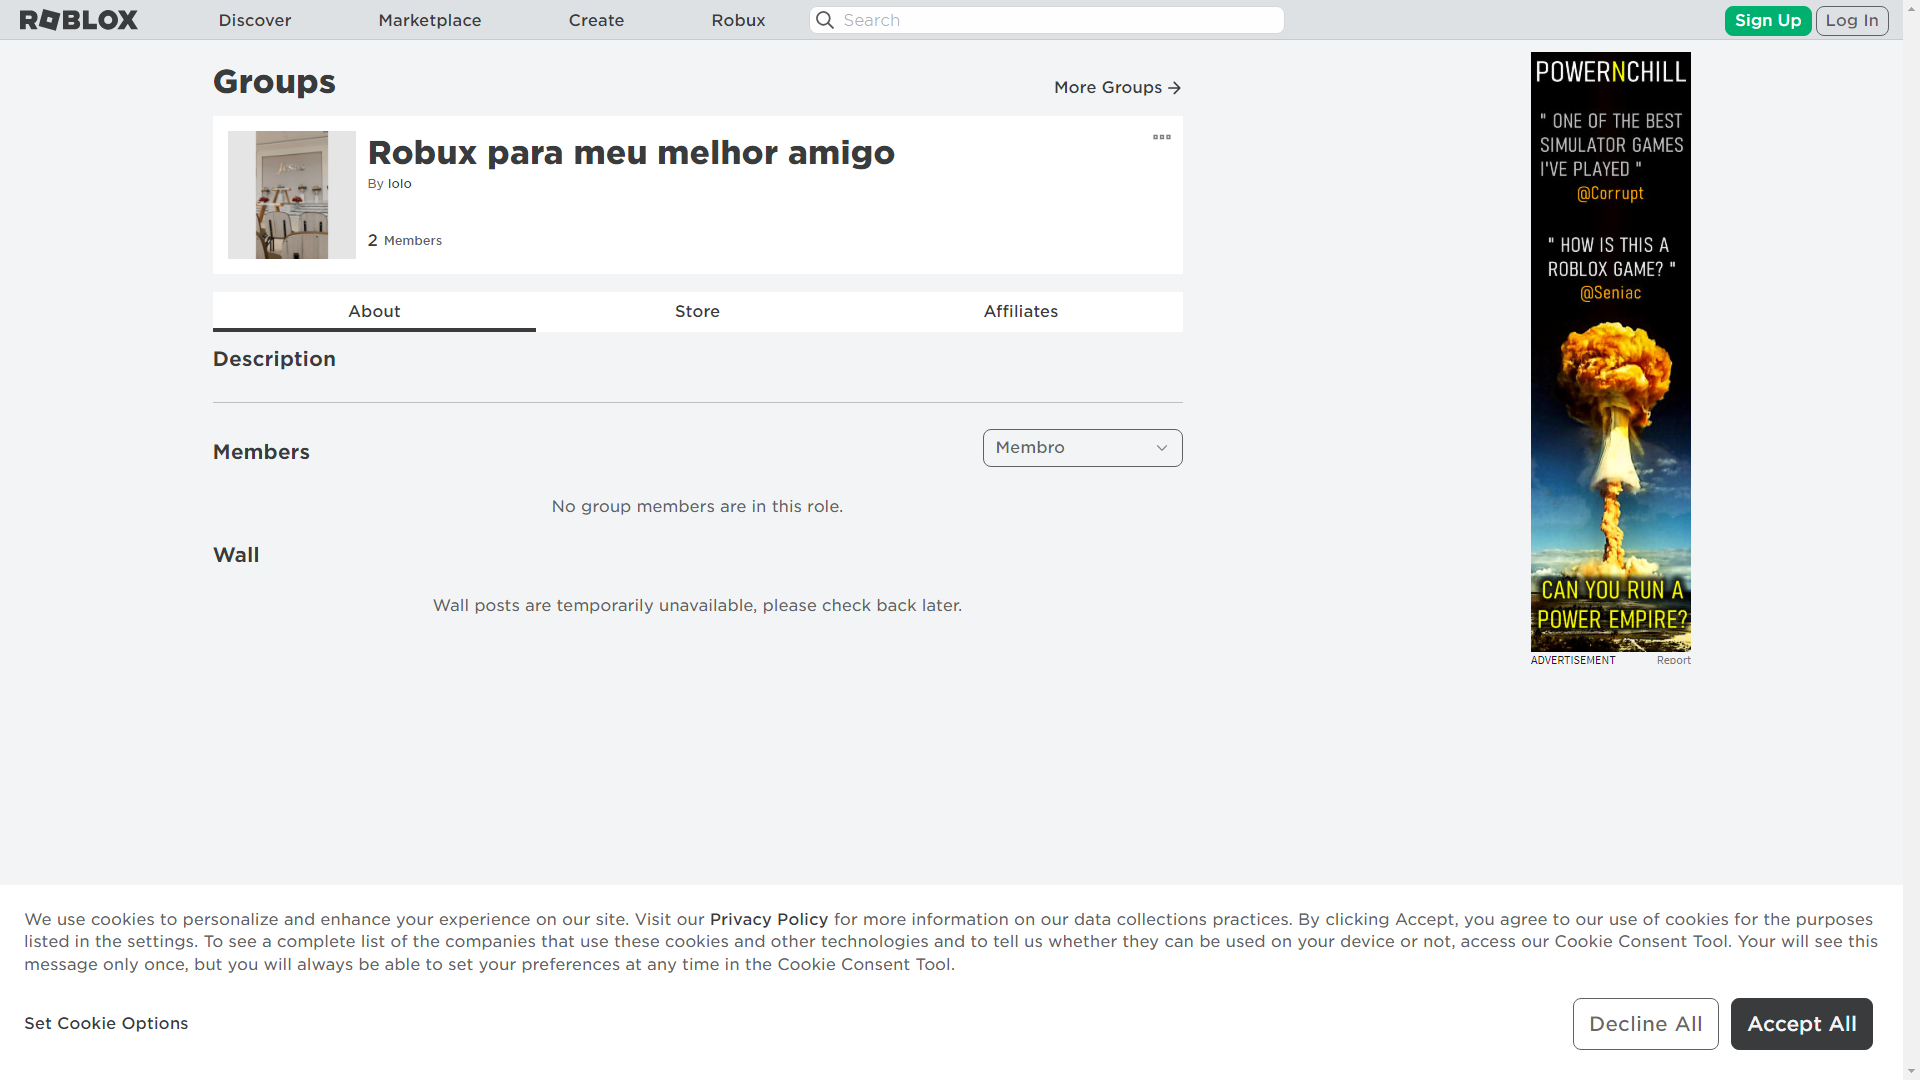 ROBLOX
Discover
Marketplace
Create
Robux
Search
Sign Up
Log In
Groups
More Groups
Robux para meu melhor amigo
By lolo
2 Members
About
Store
Affiliates
Description
Members
Membro
No group members are in this role.
Wall
Wall posts are temporarily unavailable, please check back later.
POWERNCHILL
" ONE OF THE BEST
SIMULATOR GAMES
I'VE PLAYED "
@Corrupt
" HOW IS THIS A
ROBLOX GAME? "
@Seniac
CAN YOU RUN A
POWER EMPIRE?
ADVERTISEMENT
Report
We use cookies to personalize and enhance your experience on our site. Visit our Privacy Policy for more information on our data collections practices. By clicking Accept, you agree to our use of cookies for the purposes
listed in the settings. To see a complete list of the companies that use these cookies and other technologies and to tell us whether they can be used on your device or not, access our Cookie Consent Tool. Your will see this
message only once, but you will always be able to set your preferences at any time in the Cookie Consent Tool.
Set Cookie Options
Decline All
Accept All